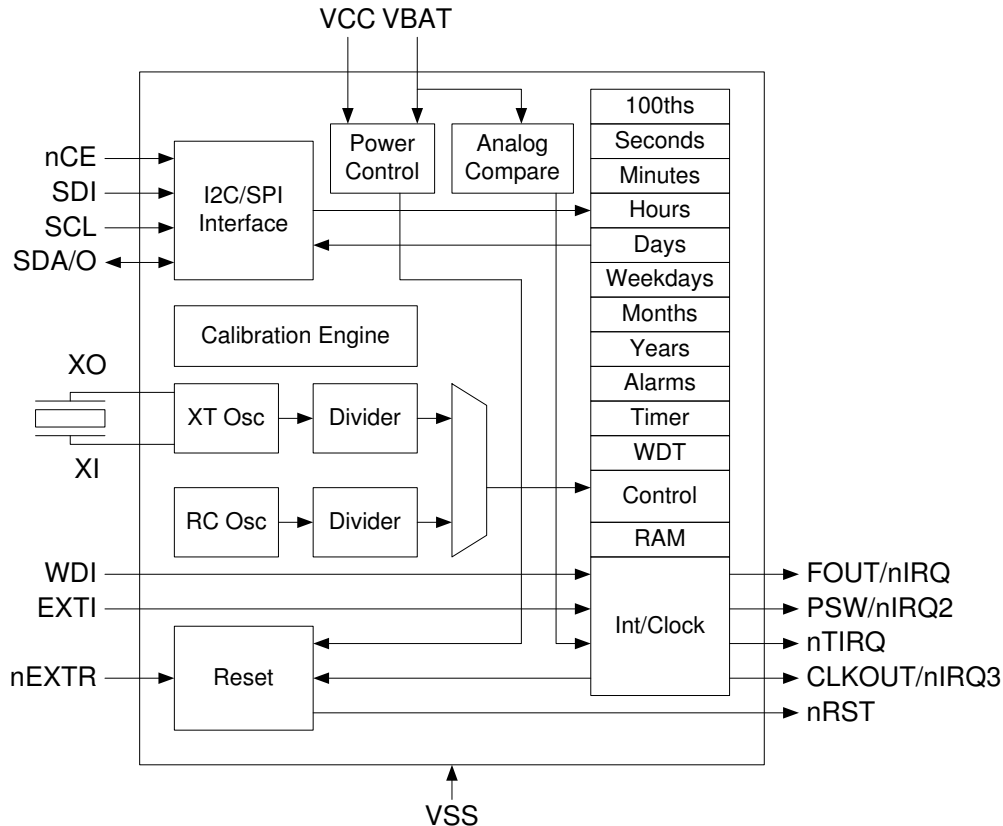 VCC VBAT
nCE
SDI
SCL
SDA/O
I2C/SPI
Interface
Power
Control
Analog
Compare
100ths
Seconds
Minutes
Hours
Days
Weekdays
Months
Years
Alarms
Timer
WDT
Control
RAM
Int/Clock
Calibration Engine
XO
XI
XT Osc
Divider
RC Osc
Divider
WDI
EXTI
nEXTR
Reset
FOUT/nIRQ
PSW/nIRQ2
nTIRQ
CLKOUT/nIRQ3
nRST
VSS